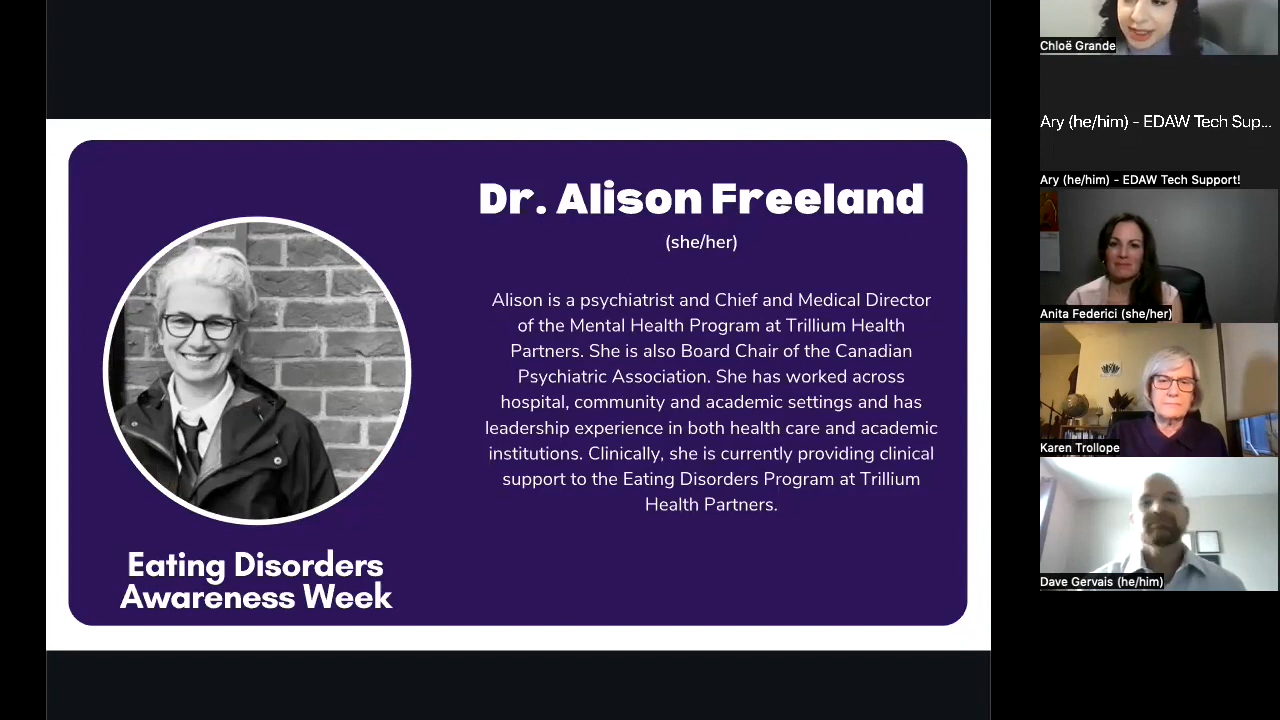 Dr. Alison Freeland
(she/her)
Alison is a psychiatrist and Chief and Medical Director
of the Mental Health Program at Trillium Health
Partners. She is also Board Chair of the Canadian
Psychiatric Association. She has worked across
hospital, community and academic settings and has
leadership experience in both health care and academic
institutions. Clinically, she is currently providing clinical
support to the Eating Disorders Program at Trillium
Health Partners.
Eating Disorders
Awareness Week
Chloë Grande
Ary (he/him) - EDAW Tech Sup...
Ary (he/him) - EDAW Tech Support!
Anita Federici (she/her)
Karen Trollope
Dave Gervais (he/him)